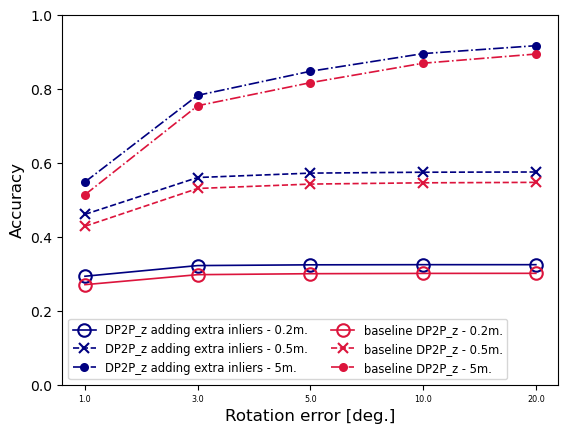 1.0
0.8
0.6
0.4
0.2
0.0
Accuracy
DP2P_z adding extra inliers - 0.2m.
DP2P_z adding extra inliers - 0.5m.
DP2P_z adding extra inliers - 5m.
baseline DP2P_z - 0.2m.
baseline DP2P_z - 0.5m.
baseline DP2P_z - 5m.
1.0 3.0 5.0 10.0 20.0
Rotation error [deg.]